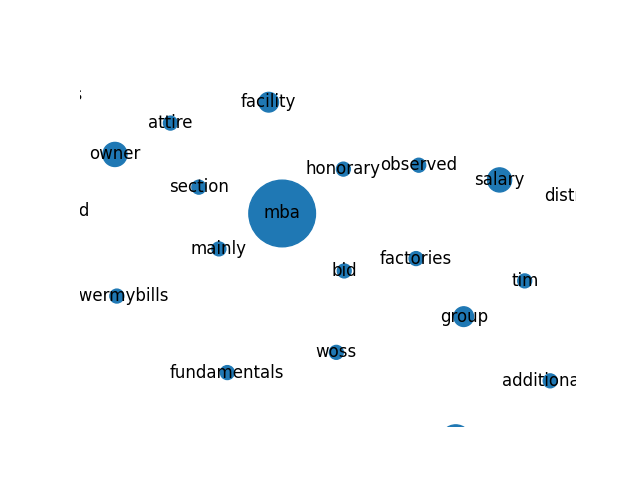 facility
attire
owner
honorary
observed
salary
section
distr
d
mba
mainly
factories
bid
tim
wermybills
group
woss
fundamentals
additiona